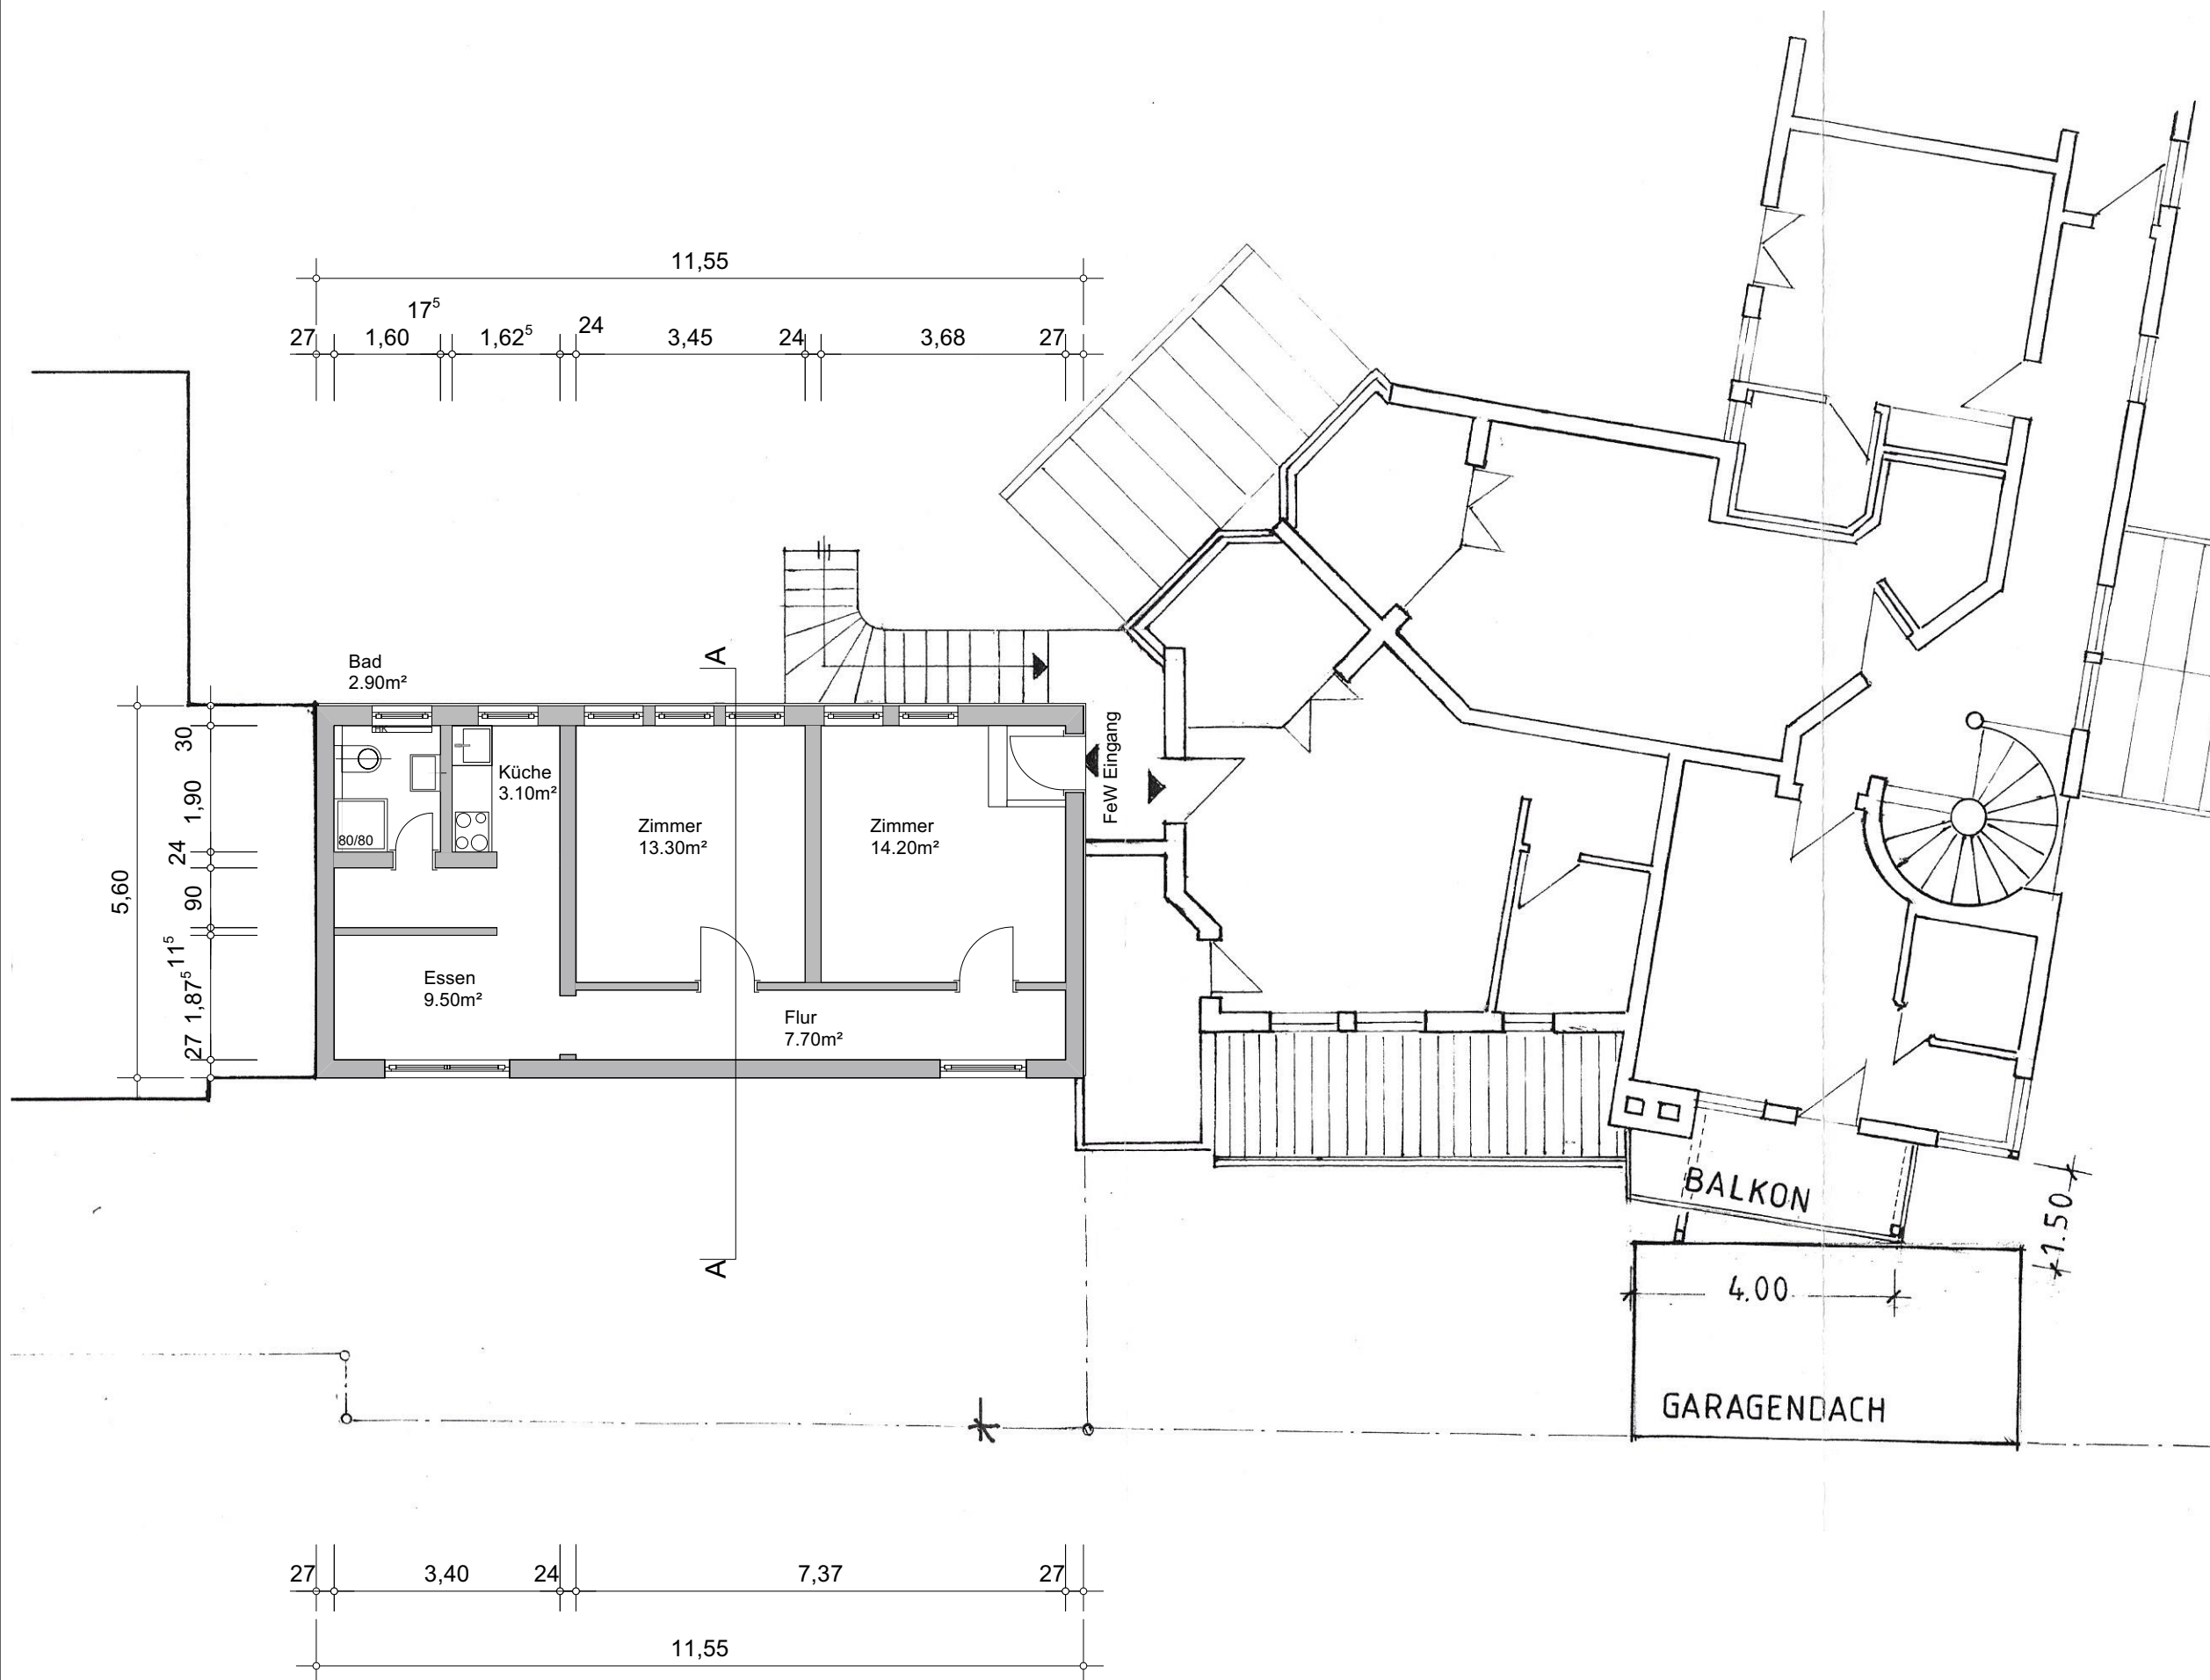 11,55
17⁵
27 1,60 1,62⁵ 24 3,45 24 3,68 27
A
Bad
2.90m²
HK
FeW Eingang
Küche
3.10m²
80/80
Zimmer
13.30m²
Zimmer
14.20m²
Essen
9.50m²
Flur
7.70m²
5,60
30
1,90
24
90
11⁵
1,87⁵
27
BALKON
1.50
A
4.00
GARAGENDACH
27 3,40 24 7,37 27
11,55